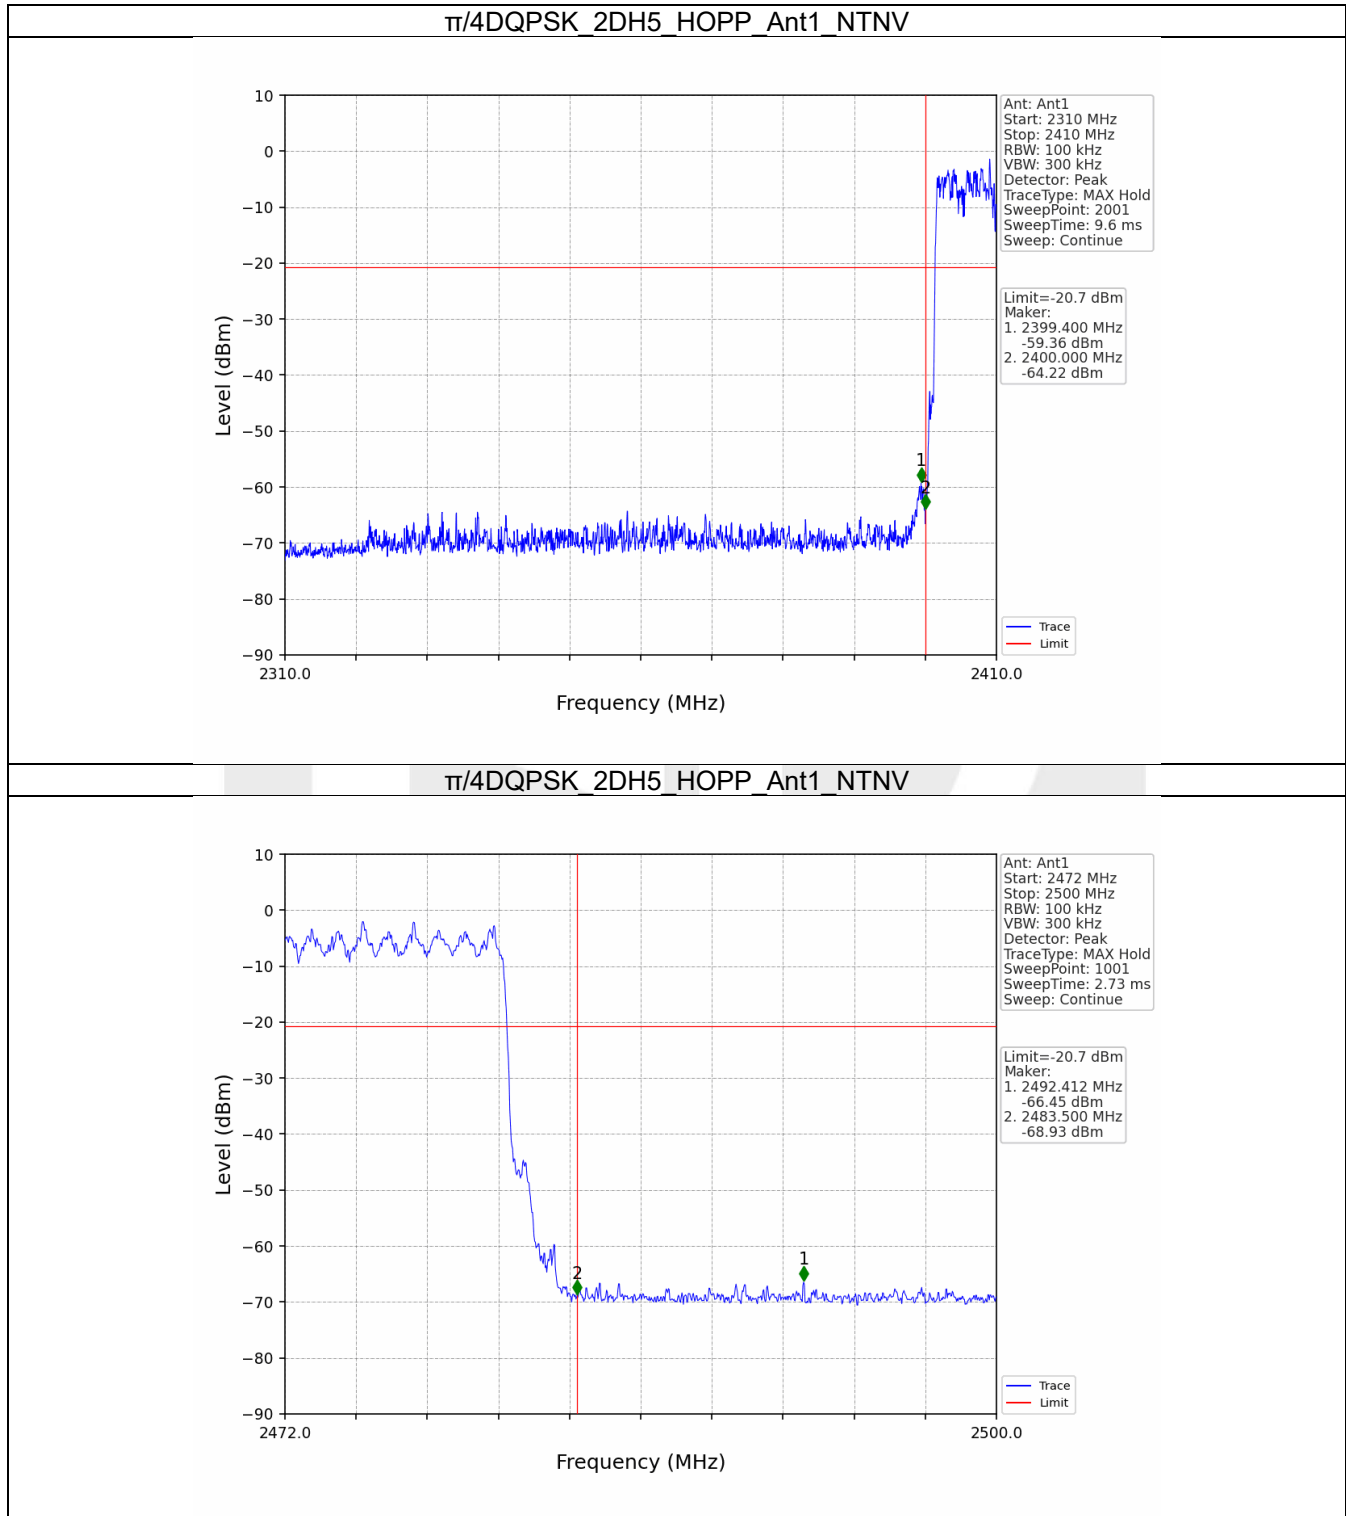 π/4DQPSK_2DH5_HOPP_Ant1_NTNV
10
0
−10
−20
−30
−40
−50
−60
−70
−80
−90
Level (dBm)
1
2
2310.0
2410.0
Frequency (MHz)
Ant: Ant1
Start: 2310 MHz
Stop: 2410 MHz
RBW: 100 kHz
VBW: 300 kHz
Detector: Peak
TraceType: MAX Hold
SweepPoint: 2001
SweepTime: 9.6 ms
Sweep: Continue
Limit=-20.7 dBm
Maker:
1. 2399.400 MHz
-59.36 dBm
2. 2400.000 MHz
-64.22 dBm
Trace
Limit
π/4DQPSK_2DH5_HOPP_Ant1_NTNV
10
0
−10
−20
−30
−40
−50
−60
−70
−80
−90
Level (dBm)
2
1
2472.0
2500.0
Frequency (MHz)
Ant: Ant1
Start: 2472 MHz
Stop: 2500 MHz
RBW: 100 kHz
VBW: 300 kHz
Detector: Peak
TraceType: MAX Hold
SweepPoint: 1001
SweepTime: 2.73 ms
Sweep: Continue
Limit=-20.7 dBm
Maker:
1. 2492.412 MHz
-66.45 dBm
2. 2483.500 MHz
-68.93 dBm
Trace
Limit